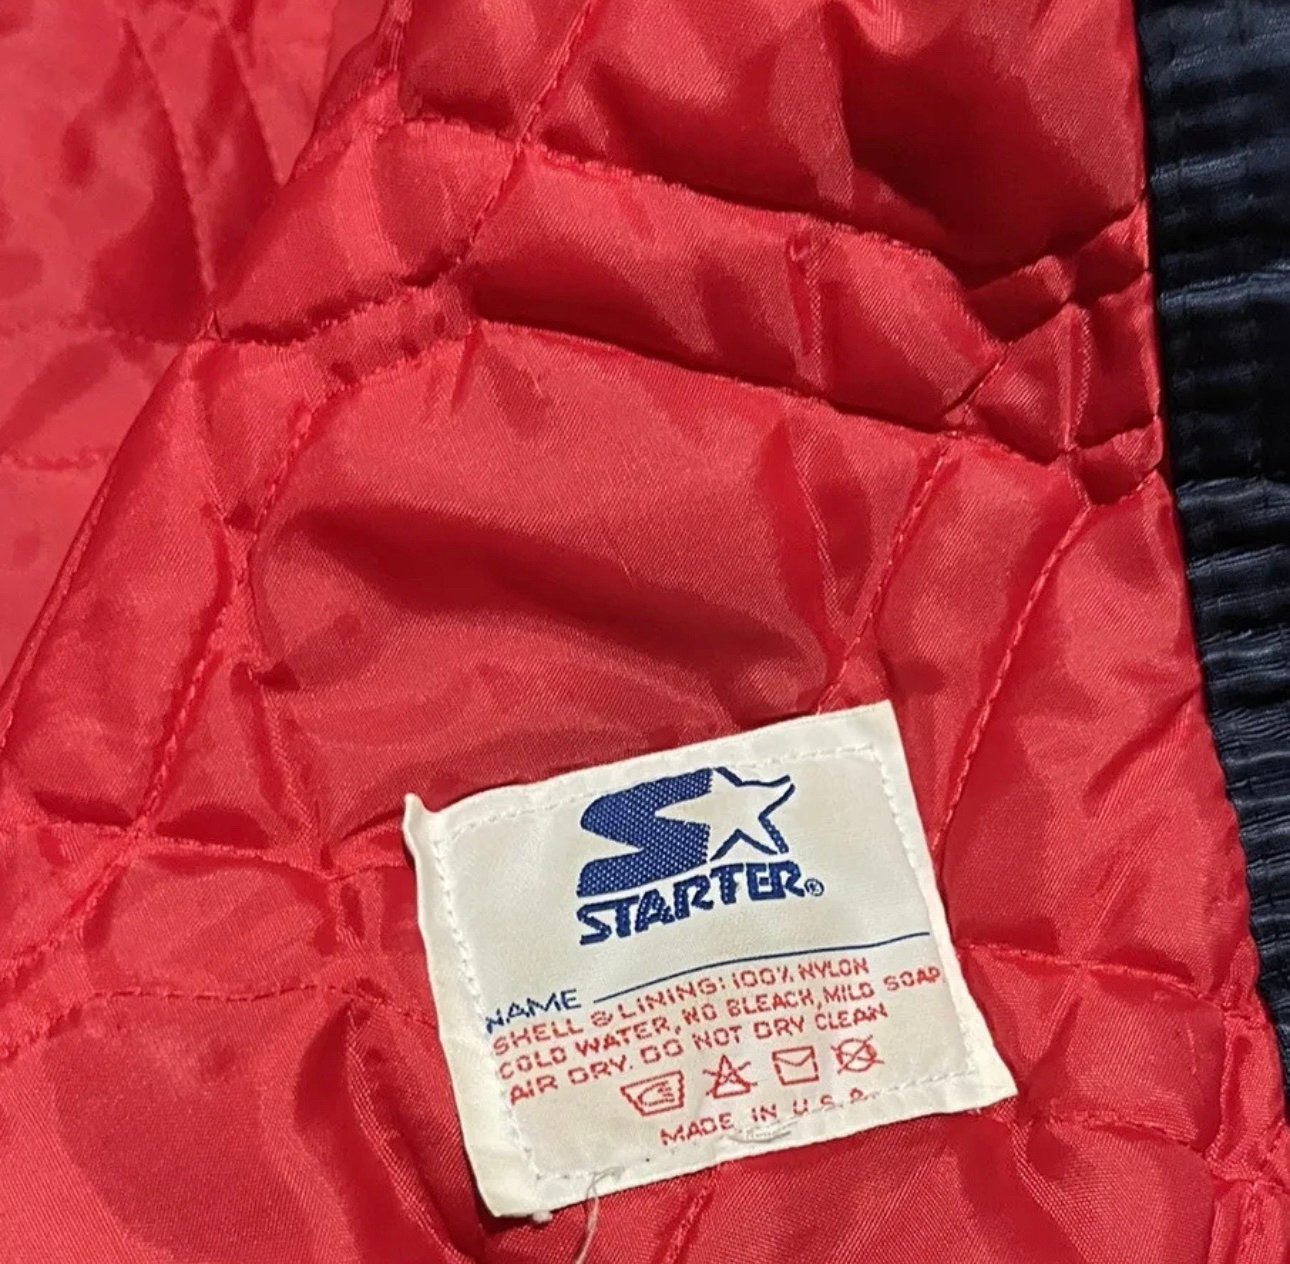 STARTER®
NAME
SHELL & LINING: 100% NYLON
COLD WATER, NO BLEACH, MILD SOAP
AIR DRY. DO NOT DRY CLEAN
MADE IN U.S.A.